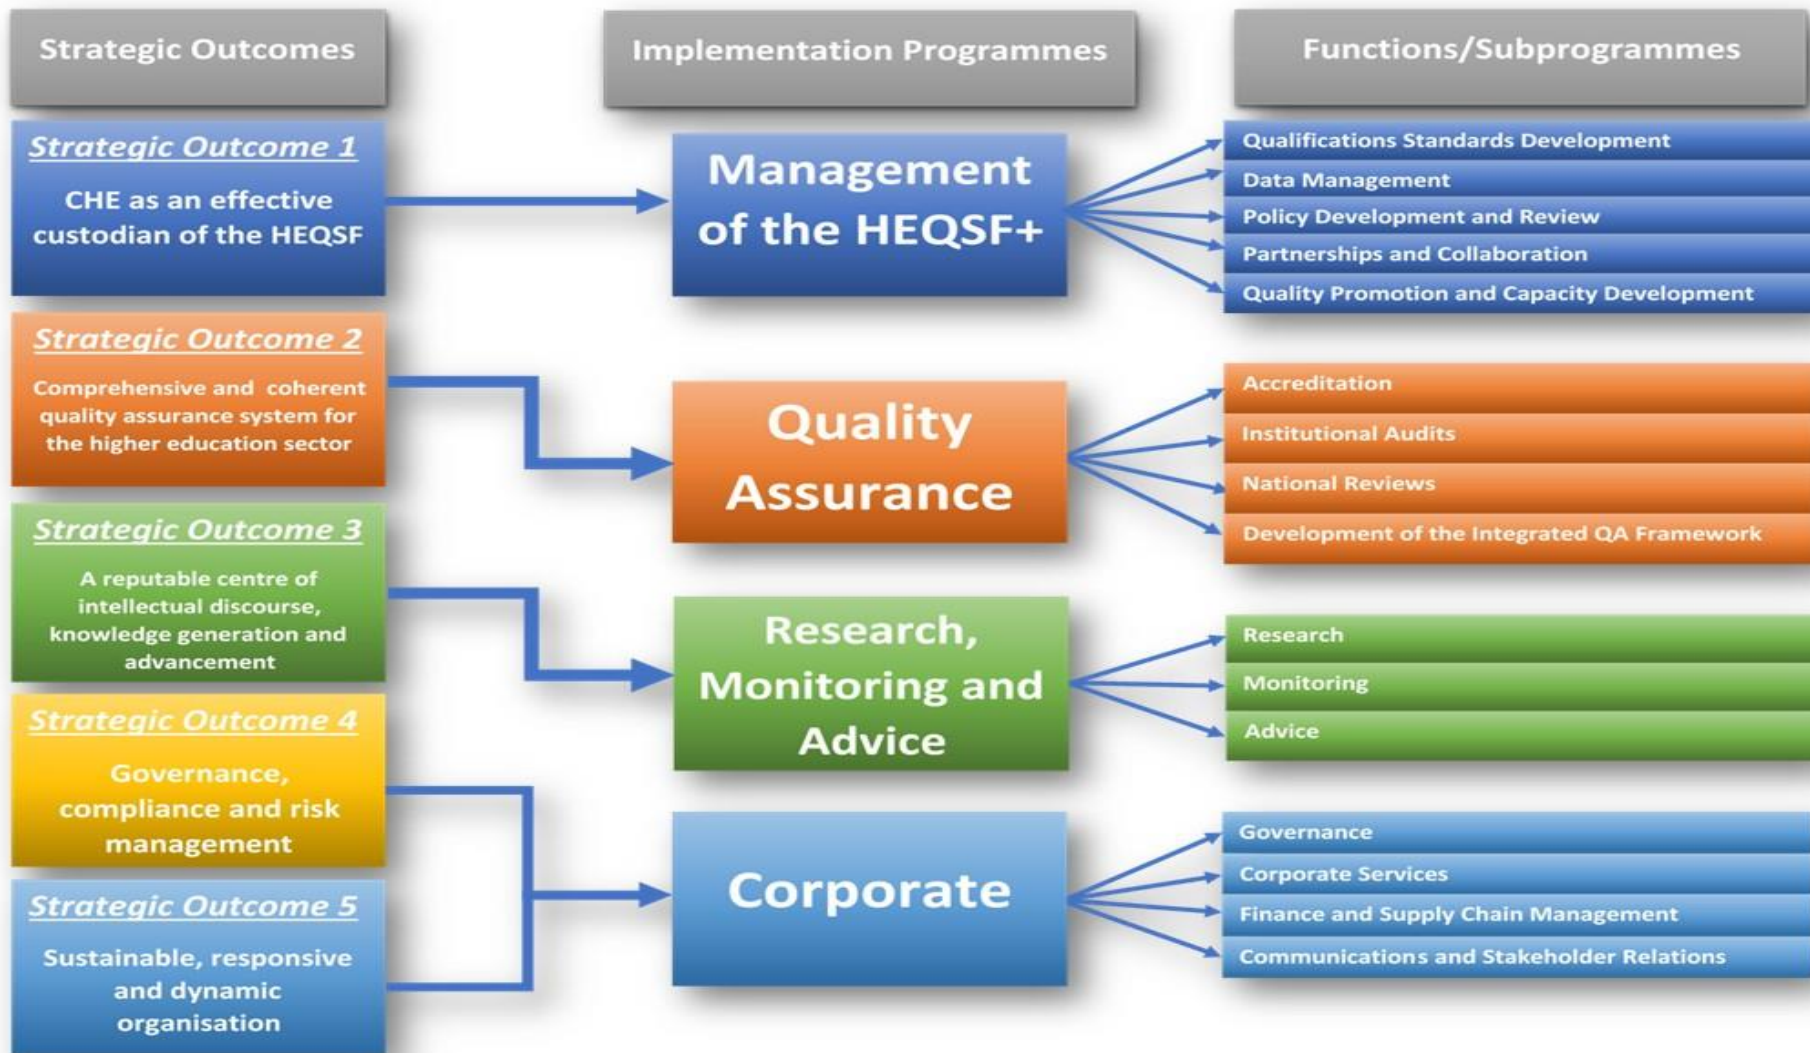 Strategic Outcomes
Implementation Programmes
Functions/Subprogrammes
Strategic Outcome 1
CHE as an effective
custodian of the HEQSF
Management
of the HEQSF+
Qualifications Standards Development
Data Management
Policy Development and Review
Partnerships and Collaboration
Quality Promotion and Capacity Development
Strategic Outcome 2
Comprehensive and coherent
quality assurance system for
the higher education sector
Quality
Assurance
Accreditation
Institutional Audits
National Reviews
Development of the Integrated QA Framework
Strategic Outcome 3
A reputable centre of
intellectual discourse,
knowledge generation and
advancement
Research,
Monitoring and
Advice
Research
Monitoring
Advice
Strategic Outcome 4
Governance,
compliance and risk
management
Strategic Outcome 5
Sustainable, responsive
and dynamic
organisation
Corporate
Governance
Corporate Services
Finance and Supply Chain Management
Communications and Stakeholder Relations